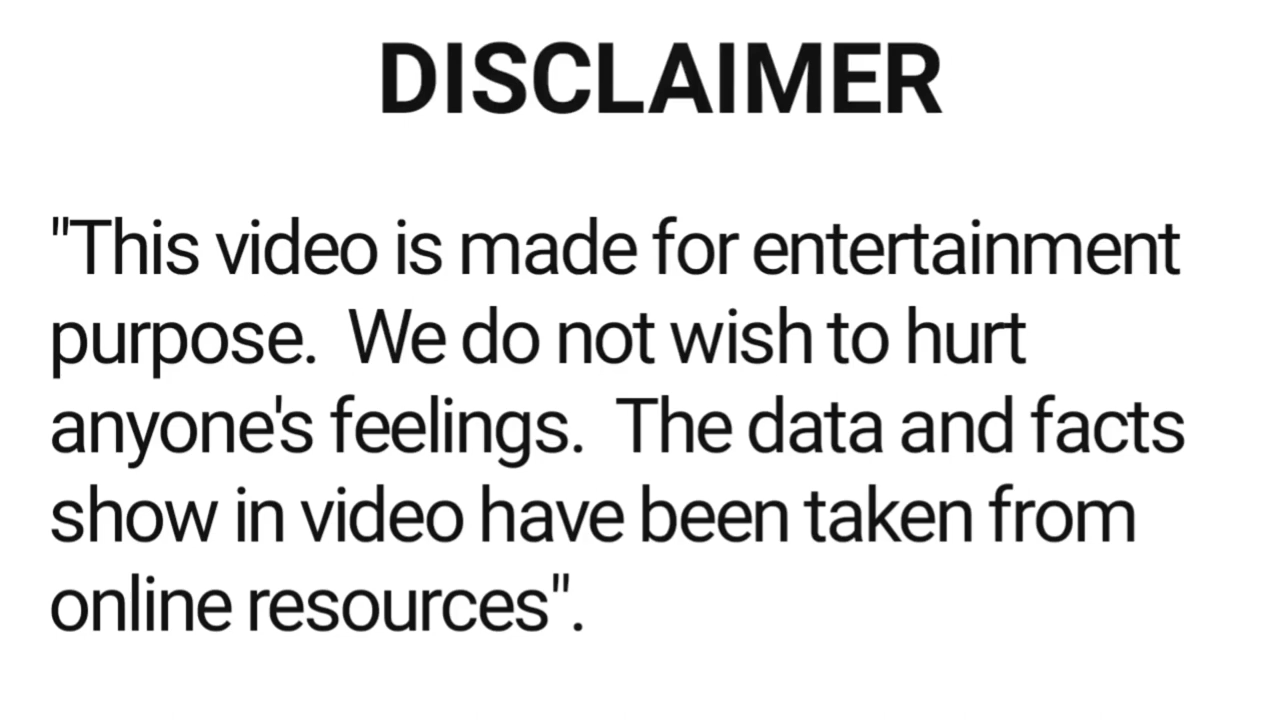 DISCLAIMER
"This video is made for entertainment
purpose.  We do not wish to hurt
anyone's feelings.  The data and facts
show in video have been taken from
online resources".